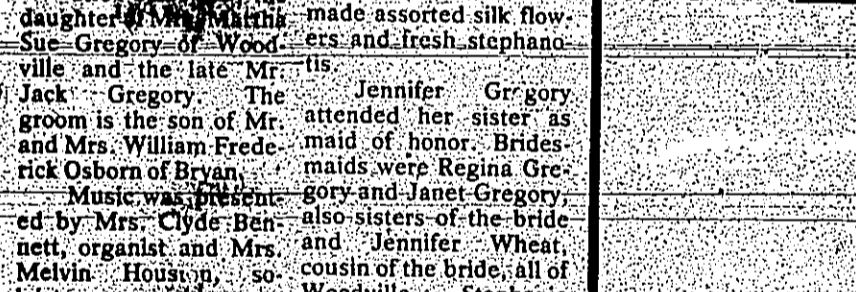 daughter of Mrs. Martha
Sue Gregory of Wood-
ville and the late Mr.
Jack Gregory. The
groom is the son of Mr.
and Mrs. William Frede-
rick Osborn of Bryan.
Music was present-
ed by Mrs. Clyde Ben-
nett, organist and Mrs.
Melvin Houston, so-
made assorted silk flow-
ers and fresh stephano-
tis.
Jennifer Gregory
attended her sister as
maid of honor. Brides-
maids were Regina Gre-
gory and Janet Gregory,
also sisters of the bride
and Jennifer Wheat,
cousin of the bride, all of